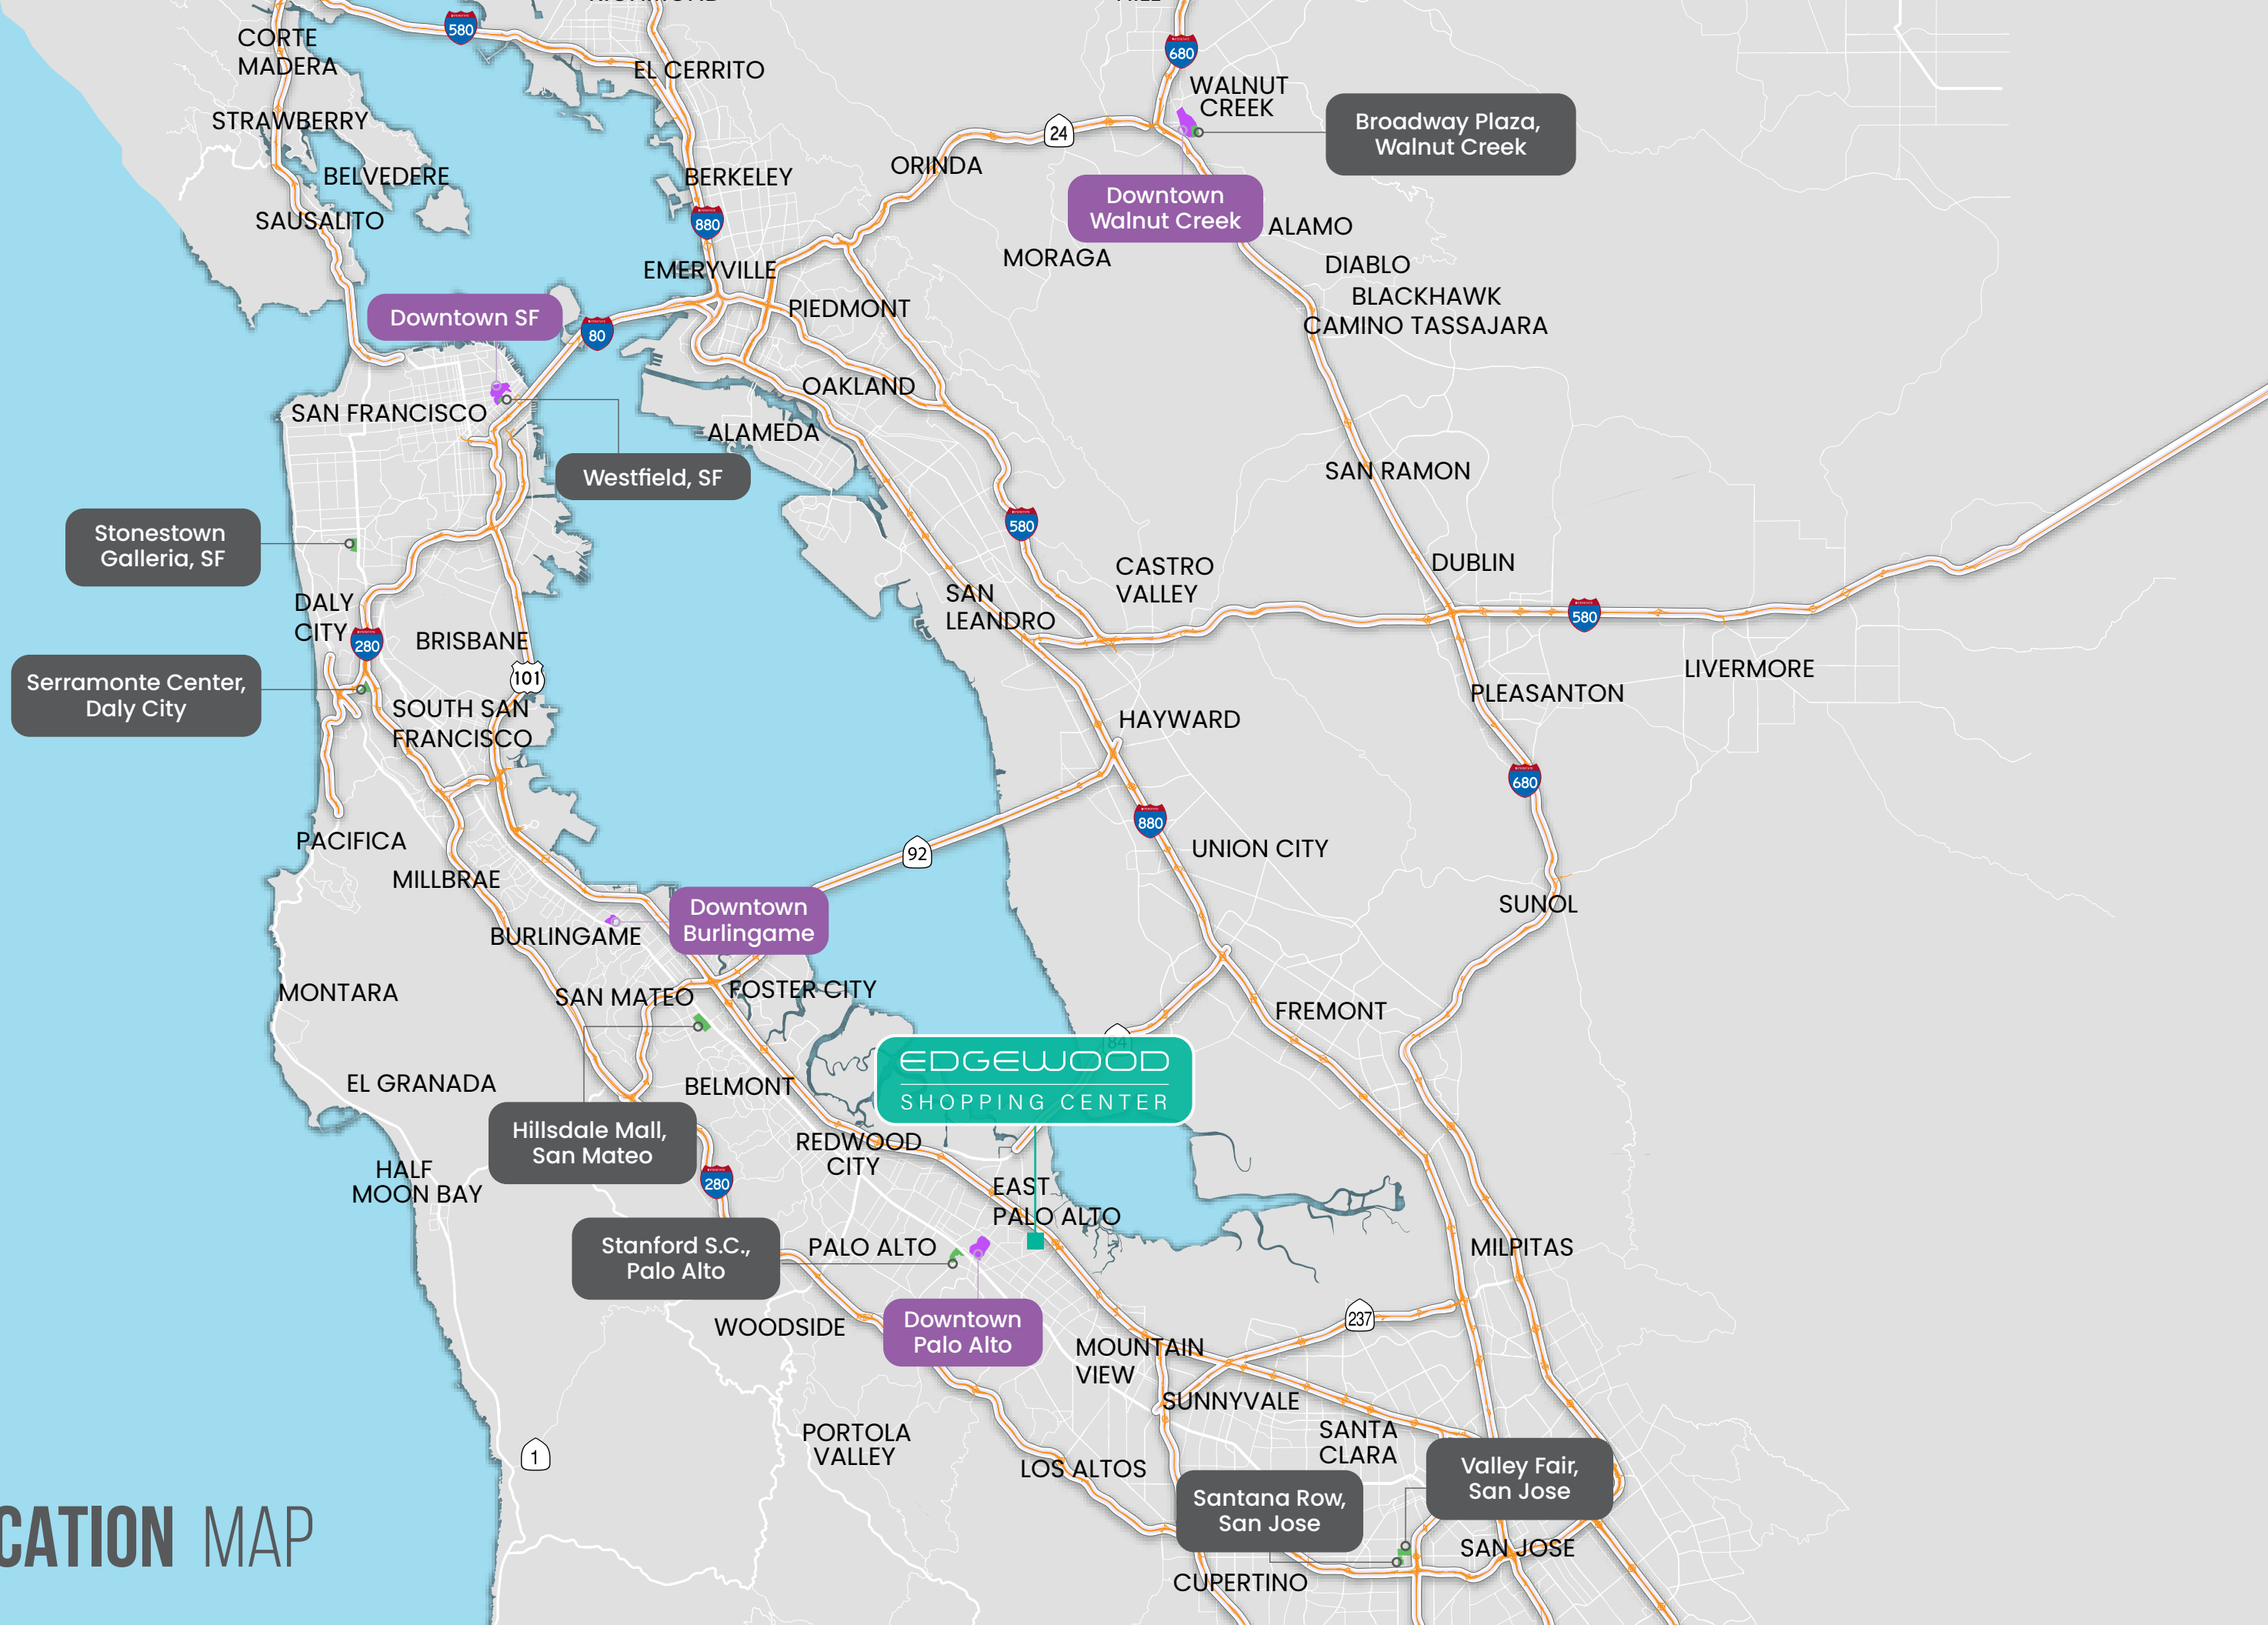 580
CORTE
MADERA
EL CERRITO
680
WALNUT
CREEK
STRAWBERRY
24
Broadway Plaza,
Walnut Creek
BELVEDERE
BERKELEY
ORINDA
SAUSALITO
880
Downtown
Walnut Creek
ALAMO
MORAGA
EMERYVILLE
DIABLO
BLACKHAWK
CAMINO TASSAJARA
Downtown SF
80
PIEDMONT
OAKLAND
SAN FRANCISCO
ALAMEDA
Westfield, SF
SAN RAMON
Stonestown
Galleria, SF
580
CASTRO
VALLEY
DUBLIN
SAN
LEANDRO
DALY
CITY
280
BRISBANE
580
101
LIVERMORE
Serramonte Center,
Daly City
PLEASANTON
SOUTH SAN
FRANCISCO
HAYWARD
680
PACIFICA
880
92
UNION CITY
MILLBRAE
SUNOL
Downtown
Burlingame
BURLINGAME
MONTARA
SAN MATEO
FOSTER CITY
FREMONT
84
EDGEWOOD
SHOPPING CENTER
EL GRANADA
BELMONT
Hillsdale Mall,
San Mateo
REDWOOD
CITY
HALF
MOON BAY
280
EAST
PALO ALTO
Stanford S.C.,
Palo Alto
PALO ALTO
MILPITAS
WOODSIDE
Downtown
Palo Alto
237
MOUNTAIN
VIEW
SUNNYVALE
PORTOLA
VALLEY
SANTA
CLARA
1
LOS ALTOS
Valley Fair,
San Jose
Santana Row,
San Jose
CATION MAP
SAN JOSE
CUPERTINO